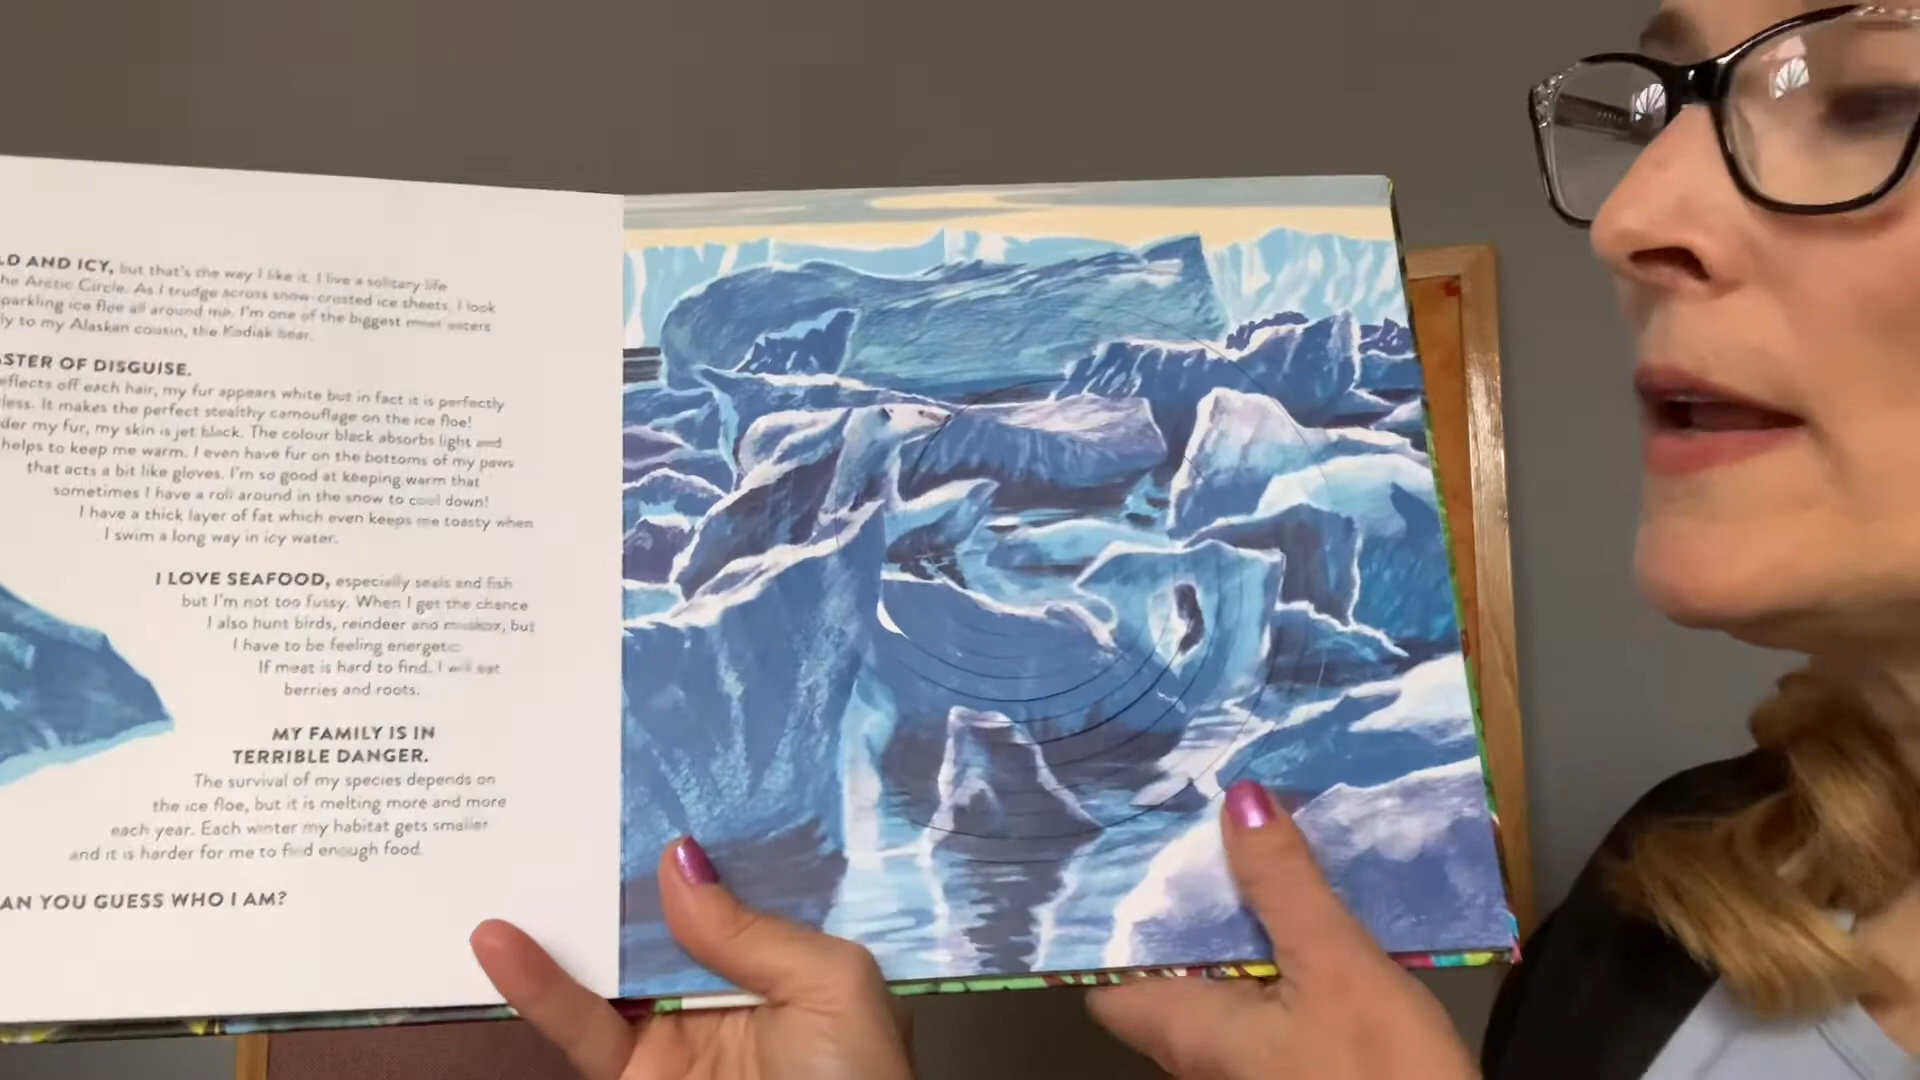 LD AND ICY, but that's the way I like it. I live a solitary life
he Arctic Circle. As I trudge across snow-crusted ice sheets, I look
parkling ice floe all around me. I'm one of the biggest meat eaters
ly to my Alaskan cousin, the Kodiak bear.
ASTER OF DISGUISE.
eflects off each hair, my fur appears white but in fact it is perfectly
less. It makes the perfect stealthy camouflage on the ice floe!
der my fur, my skin is jet black. The colour black absorbs light and
helps to keep me warm. I even have fur on the bottoms of my paws
that acts a bit like gloves. I'm so good at keeping warm that
sometimes I have a roll around in the snow to cool down!
I have a thick layer of fat which even keeps me toasty when
I swim a long way in icy water.
I LOVE SEAFOOD, especially seals and fish
but I'm not too fussy. When I get the chance
I also hunt birds, reindeer and muskox, but
I have to be feeling energetic.
If meat is hard to find, I will eat
berries and roots.
MY FAMILY IS IN
TERRIBLE DANGER.
The survival of my species depends on
the ice floe, but it is melting more and more
each year. Each winter my habitat gets smaller
and it is harder for me to find enough food.
AN YOU GUESS WHO I AM?